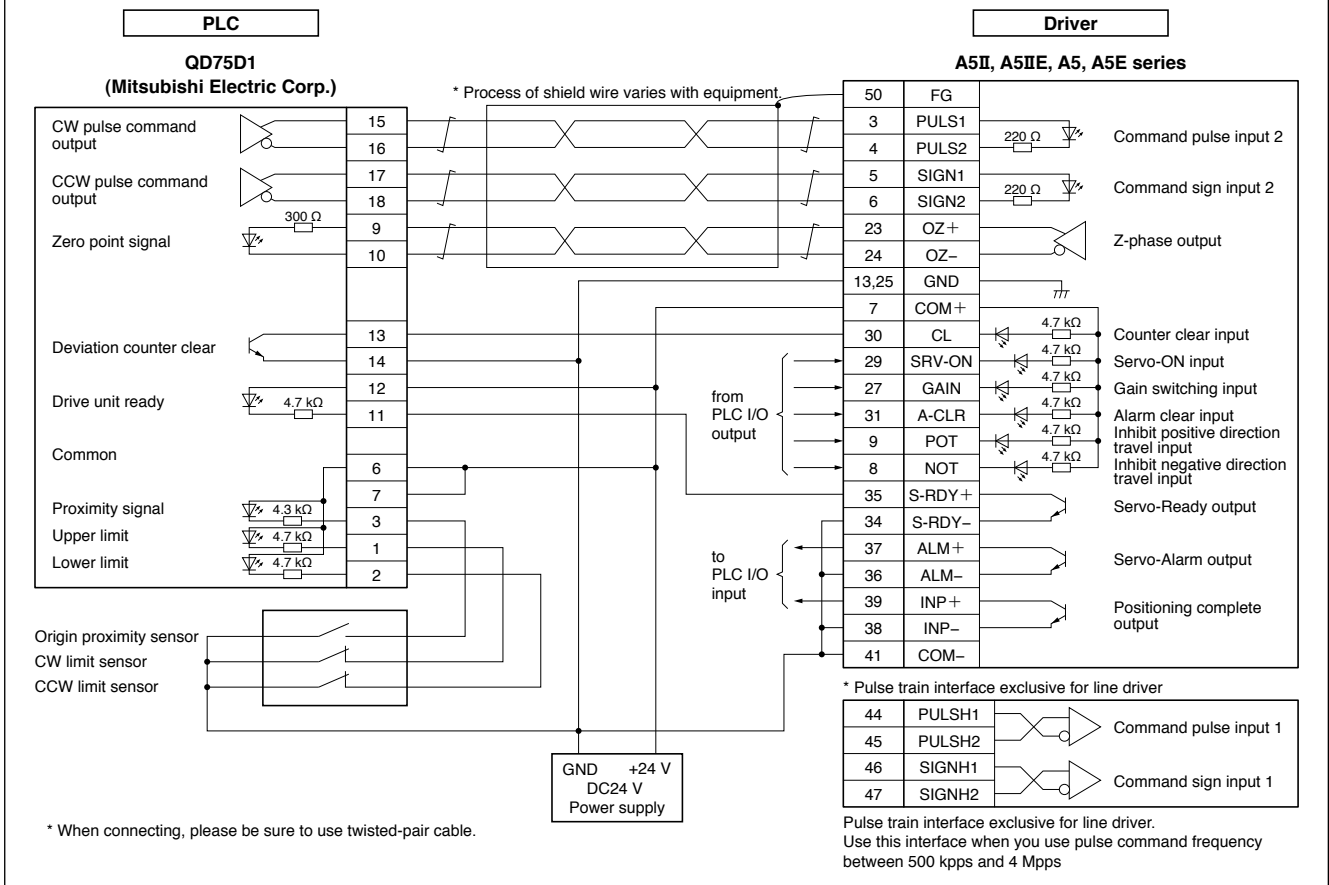 PLC
Driver
QD75D1
(Mitsubishi Electric Corp.)
A5II, A5IIE, A5, A5E series
* Process of shield wire varies with equipment.
CW pulse command output
15
16
CCW pulse command output
17
18
Zero point signal
300 Ω
9
10
Deviation counter clear
13
14
Drive unit ready
4.7 kΩ
12
11
Common
6
7
Proximity signal
4.3 kΩ
3
Upper limit
4.7 kΩ
1
Lower limit
4.7 kΩ
2
Origin proximity sensor
CW limit sensor
CCW limit sensor
from PLC I/O output
to PLC I/O input
GND +24 V
DC24 V
Power supply
50 FG
3 PULS1
4 PULS2
220 Ω
Command pulse input 2
5 SIGN1
6 SIGN2
220 Ω
Command sign input 2
23 OZ+
24 OZ−
Z-phase output
13,25 GND
7 COM+
30 CL 4.7 kΩ Counter clear input
29 SRV-ON 4.7 kΩ Servo-ON input
27 GAIN 4.7 kΩ Gain switching input
31 A-CLR 4.7 kΩ Alarm clear input
9 POT 4.7 kΩ Inhibit positive direction travel input
8 NOT 4.7 kΩ Inhibit negative direction travel input
35 S-RDY+
34 S-RDY−
Servo-Ready output
37 ALM+
36 ALM−
Servo-Alarm output
39 INP+
38 INP−
Positioning complete output
41 COM−
* Pulse train interface exclusive for line driver
44 PULSH1
45 PULSH2
Command pulse input 1
46 SIGNH1
47 SIGNH2
Command sign input 1
Pulse train interface exclusive for line driver.
Use this interface when you use pulse command frequency
between 500 kpps and 4 Mpps
* When connecting, please be sure to use twisted-pair cable.